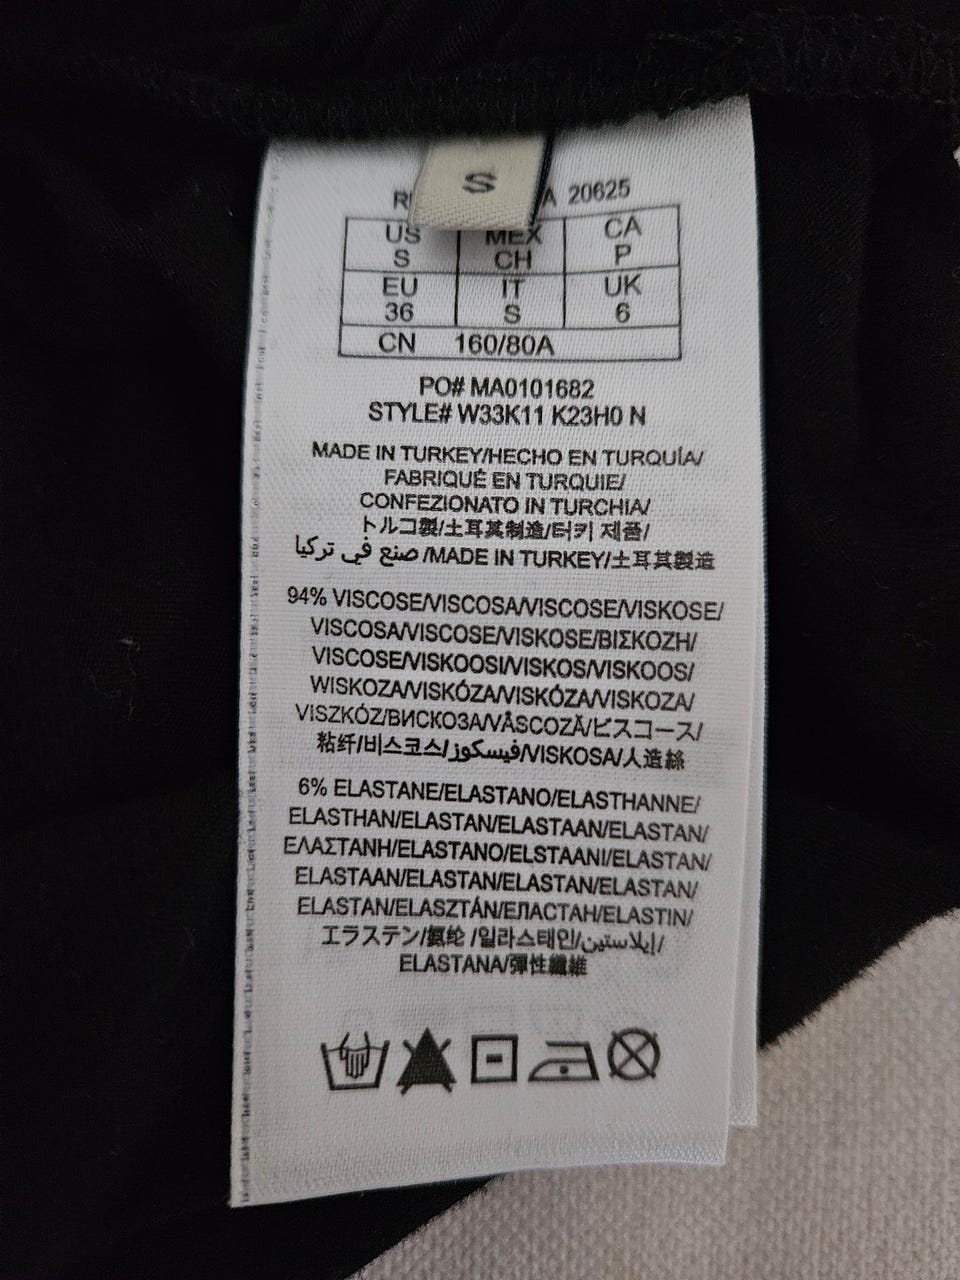 S
20625
US MEX CA
S CH P
EU IT UK
36 S 6
CN 160/80A
PO# MA0101682
STYLE# W33K11 K23H0 N
MADE IN TURKEY/HECHO EN TURQUÍA/
FABRIQUÉ EN TURQUIE/
CONFEZIONATO IN TURCHIA/
トルコ製/土耳其制造/터키 제품/
صنع في تركيا /MADE IN TURKEY/土耳其製造
94% VISCOSE/VISCOSA/VISCOSE/VISKOSE/
VISCOSA/VISCOSE/VISKOSE/ΒΙΣΚΟΖΗ/
VISCOSE/VISKOOSI/VISKOS/VISKOOS/
WISKOZA/VISKÓZA/VISKÓZA/VISKOZA/
VISZKÓZ/ВИСКОЗА/VÂSCOZĂ/ビスコース/
粘纤/비스코스/فيسكوز/VISKOSA/人造絲
6% ELASTANE/ELASTANO/ELASTHANNE/
ELASTHAN/ELASTAN/ELASTAAN/ELASTAN/
ΕΛΑΣΤΑΝΗ/ELASTANO/ELSTAANI/ELASTAN/
ELASTAAN/ELASTAN/ELASTAN/ELASTAN/
ELASTAN/ELASZTÁN/ЕЛАСТАН/ELASTIN/
エラステン/氨纶 /일라스태인/إيلاستين/
ELASTANA/彈性纖維